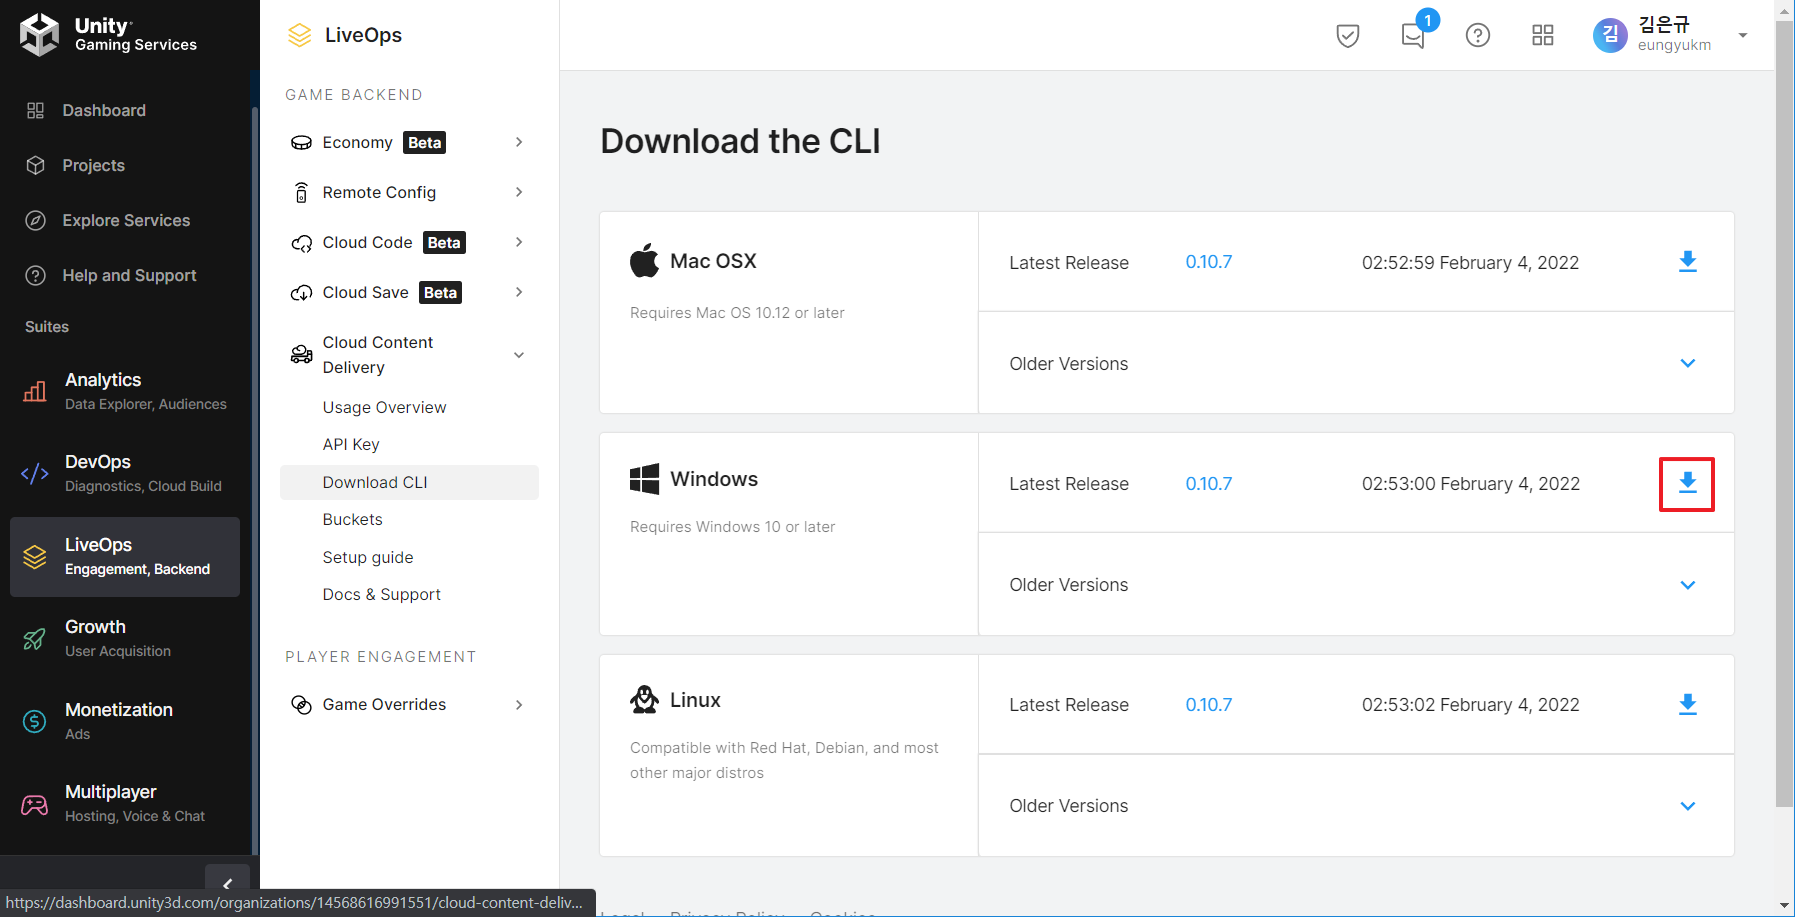 Unity
Gaming Services
Dashboard
Projects
Explore Services
Help and Support
Suites
Analytics
Data Explorer, Audiences
DevOps
Diagnostics, Cloud Build
LiveOps
Engagement, Backend
Growth
User Acquisition
Monetization
Ads
Multiplayer
Hosting, Voice & Chat
LiveOps
GAME BACKEND
Economy Beta
Remote Config
Cloud Code Beta
Cloud Save Beta
Cloud Content
Delivery
Usage Overview
API Key
Download CLI
Buckets
Setup guide
Docs & Support
PLAYER ENGAGEMENT
Game Overrides
1
김 김은규
eungyukm
Download the CLI
Mac OSX
Requires Mac OS 10.12 or later
Latest Release 0.10.7 02:52:59 February 4, 2022
Older Versions
Windows
Requires Windows 10 or later
Latest Release 0.10.7 02:53:00 February 4, 2022
Older Versions
Linux
Compatible with Red Hat, Debian, and most
other major distros
Latest Release 0.10.7 02:53:02 February 4, 2022
Older Versions
Legal Privacy Policy Cookies
https://dashboard.unity3d.com/organizations/14568616991551/cloud-content-deliv...